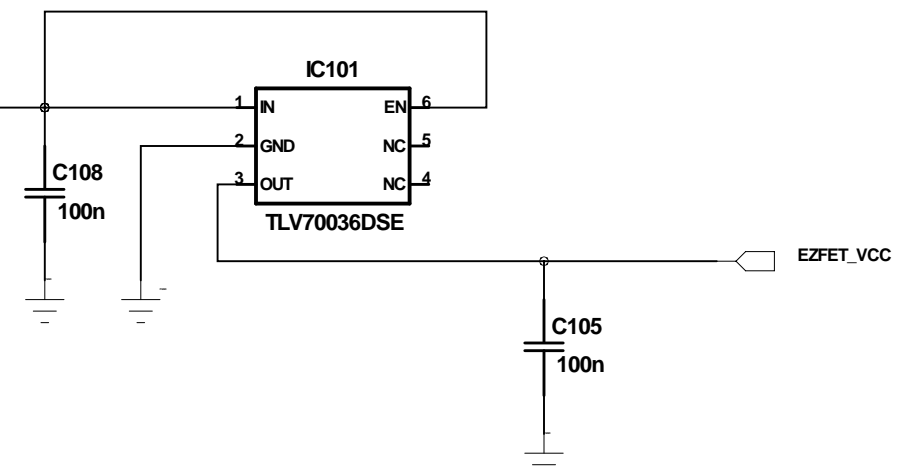 IC101
1 IN EN 6
2 GND NC 5
3 OUT NC 4
TLV70036DSE
C108
100n
EZFET_VCC
C105
100n